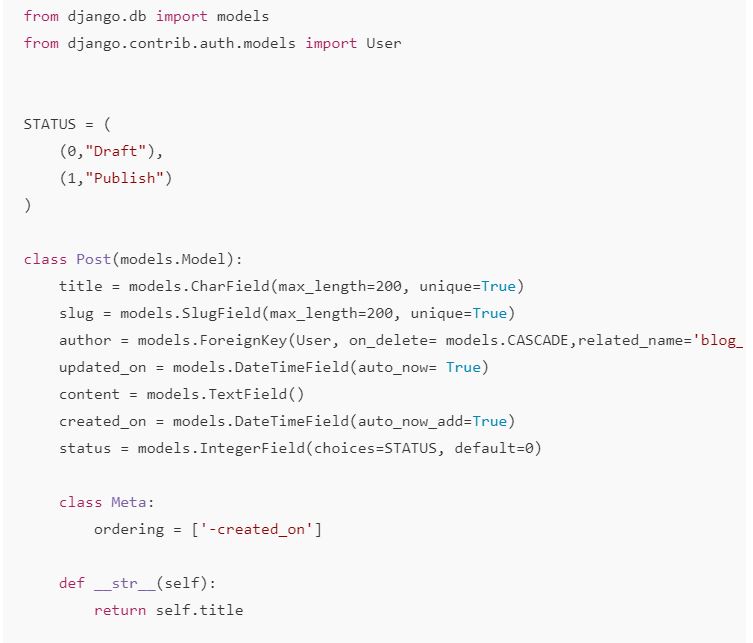 from django.db import models
from django.contrib.auth.models import User
STATUS = (
    (0,"Draft"),
    (1,"Publish")
)
class Post(models.Model):
    title = models.CharField(max_length=200, unique=True)
    slug = models.SlugField(max_length=200, unique=True)
    author = models.ForeignKey(User, on_delete= models.CASCADE,related_name='blog_
    updated_on = models.DateTimeField(auto_now= True)
    content = models.TextField()
    created_on = models.DateTimeField(auto_now_add=True)
    status = models.IntegerField(choices=STATUS, default=0)
    class Meta:
        ordering = ['-created_on']
    def __str__(self):
        return self.title